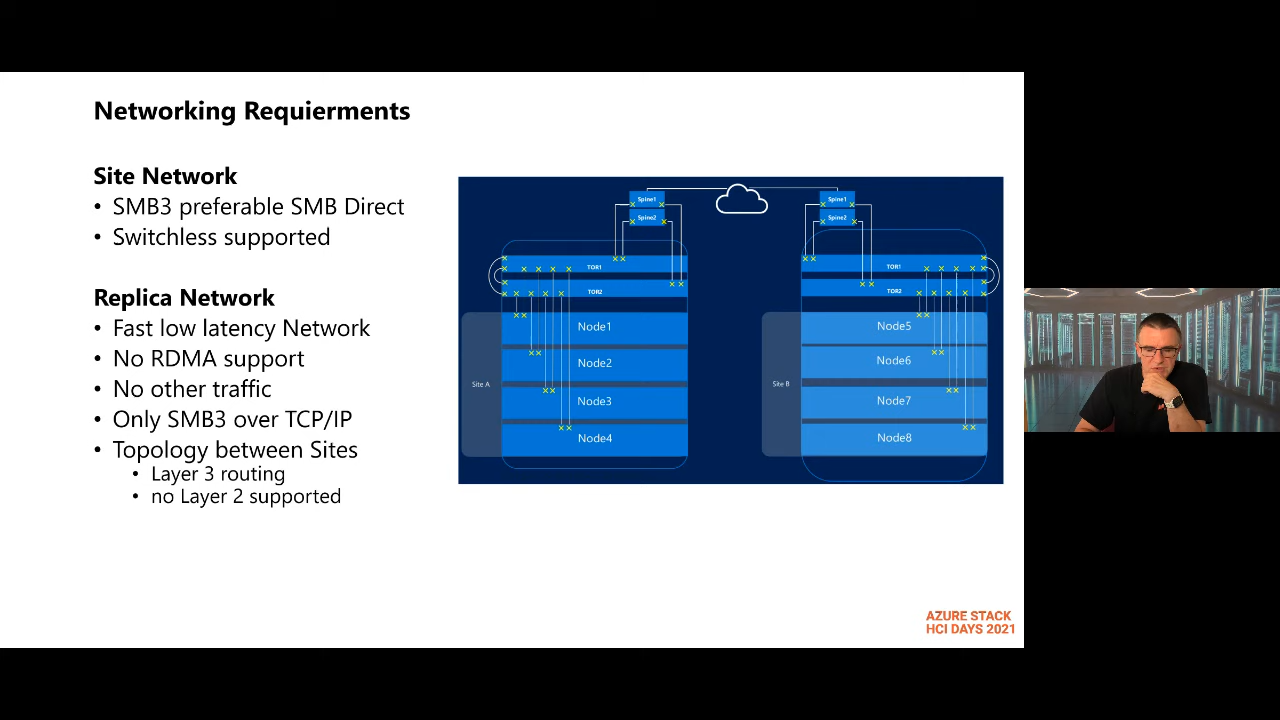 Networking Requierments
Site Network
• SMB3 preferable SMB Direct
• Switchless supported
Replica Network
• Fast low latency Network
• No RDMA support
• No other traffic
• Only SMB3 over TCP/IP
• Topology between Sites
• Layer 3 routing
• no Layer 2 supported
Spine1
Spine2
TOR1
TOR2
Site A
Node1
Node2
Node3
Node4
Spine1
Spine2
TOR1
TOR2
Site B
Node5
Node6
Node7
Node8
AZURE STACK
HCI DAYS 2021